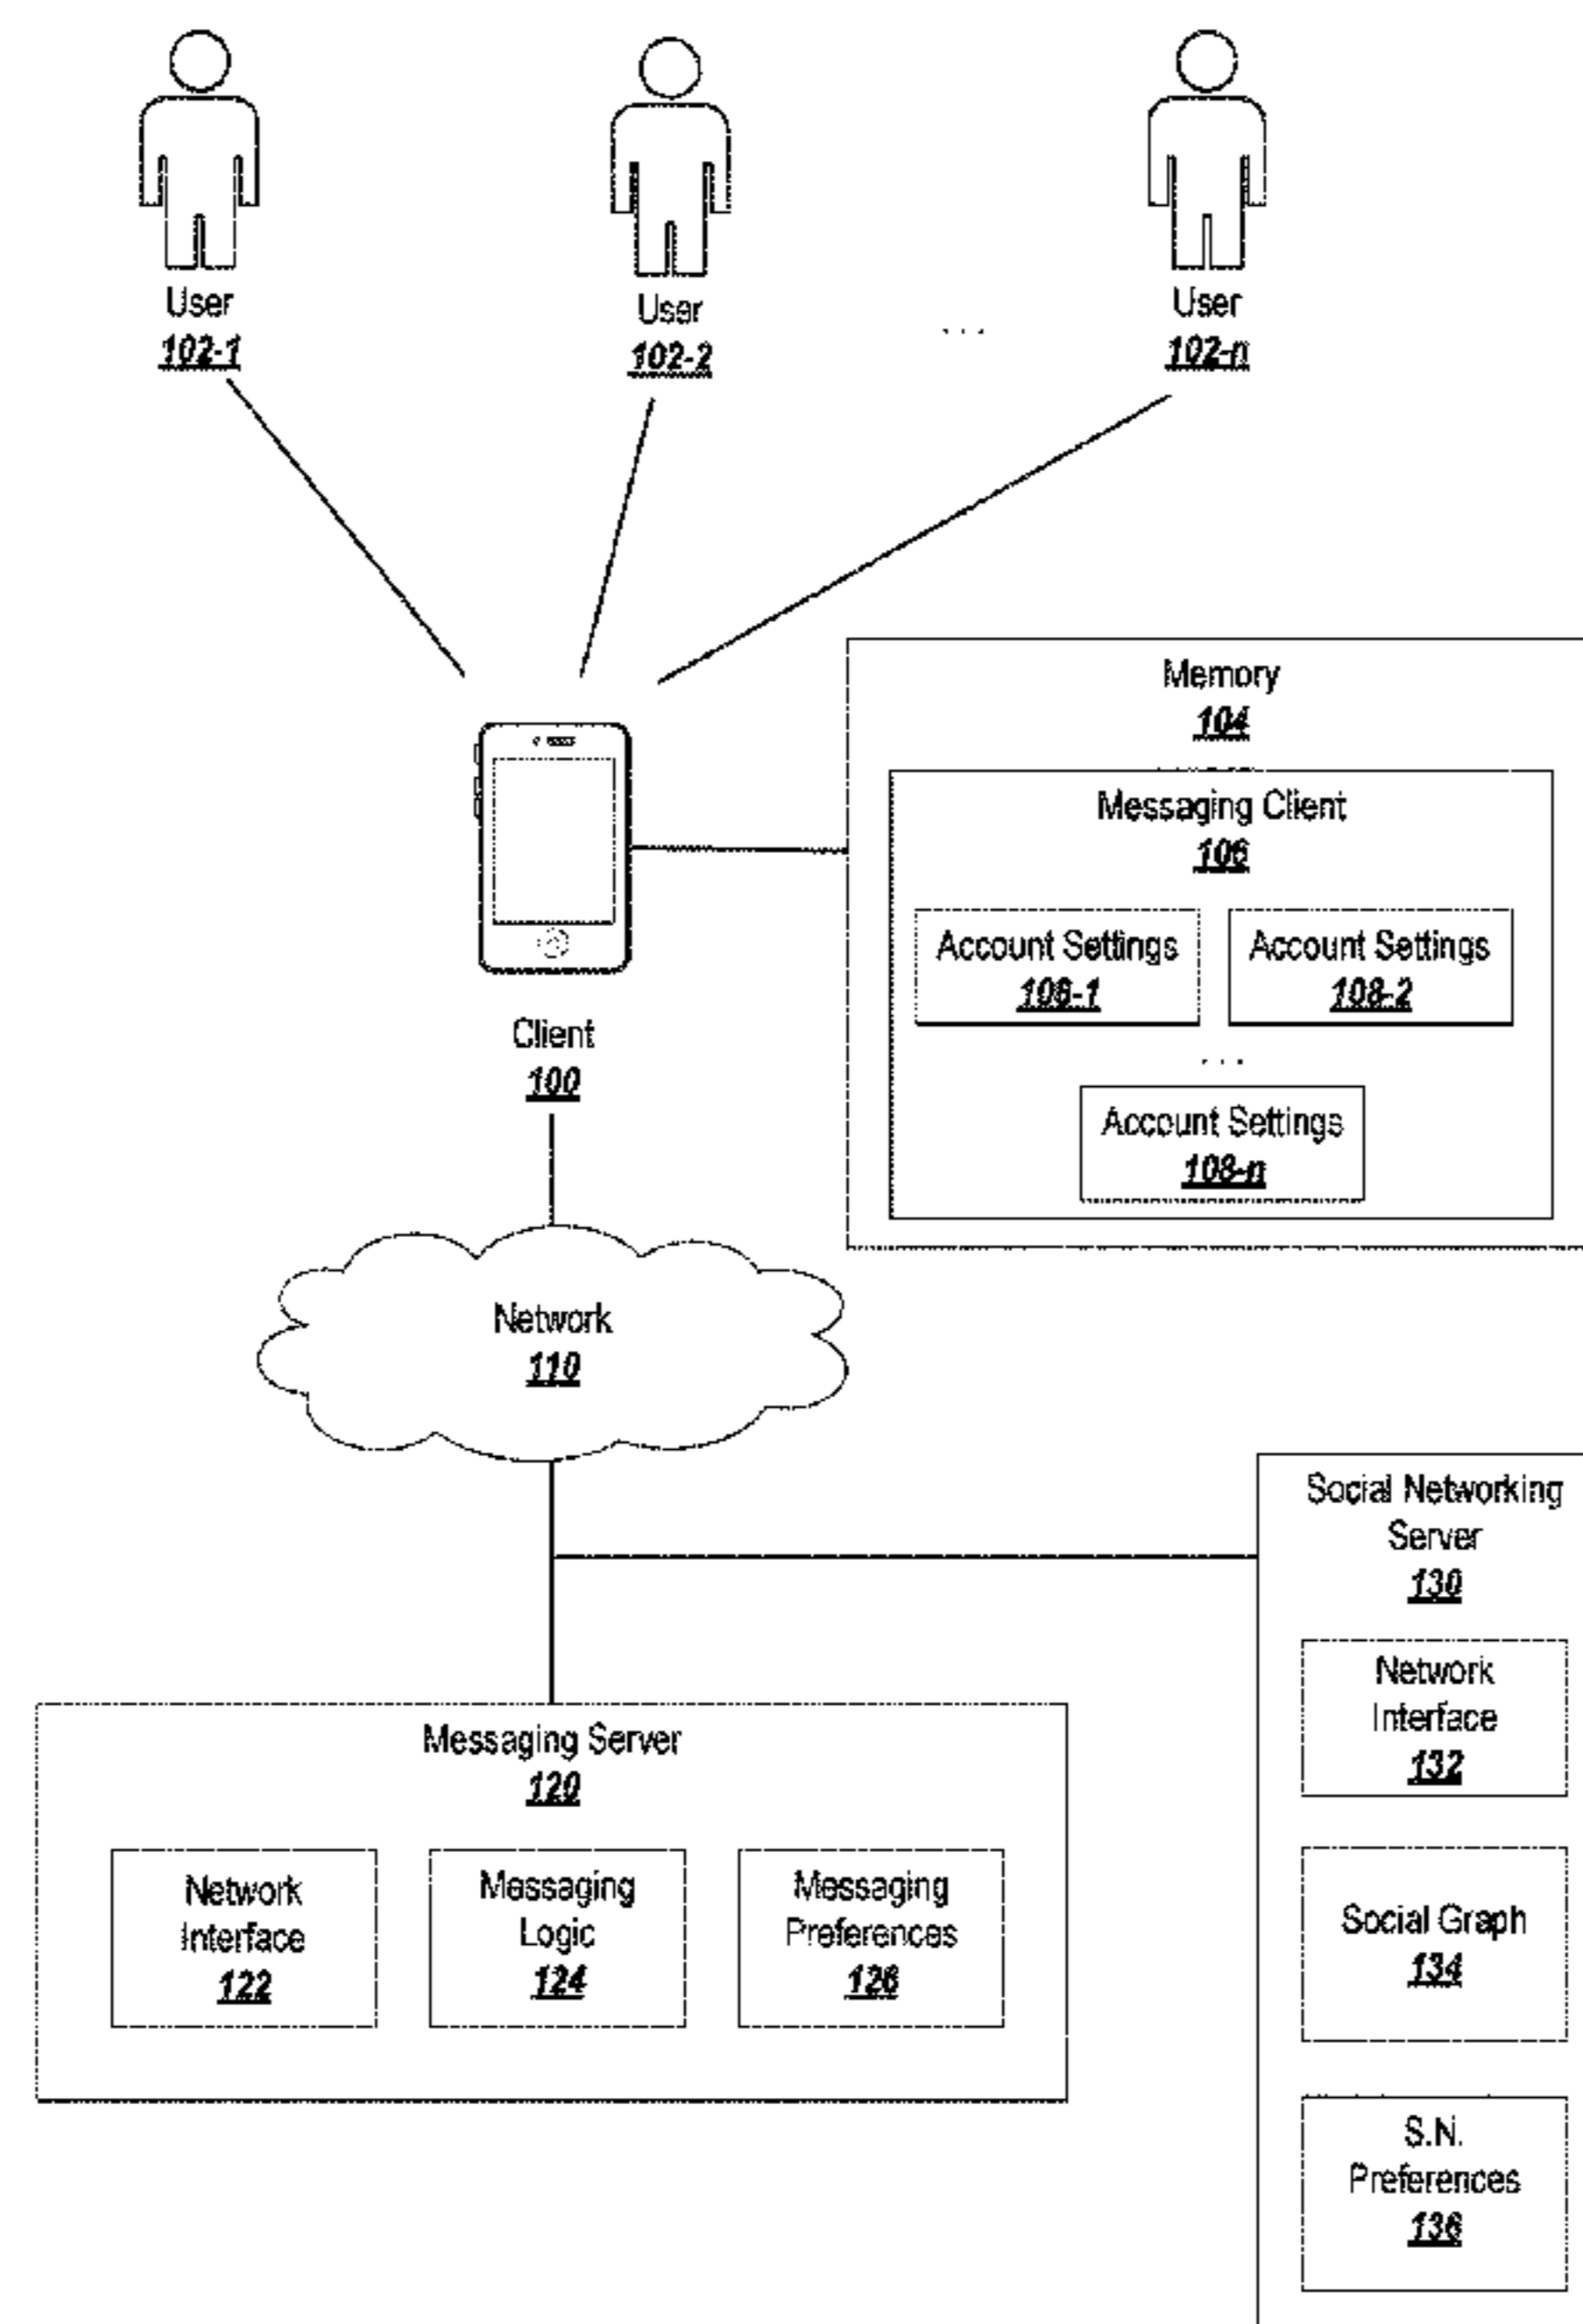 User
102-1
User
102-2
. . .
User
102-n
Memory
104
Messaging Client
106
Account Settings
108-1
Account Settings
108-2
. . .
Account Settings
108-n
Client
100
Network
110
Social Networking
Server
130
Network
Interface
132
Social Graph
134
S.N.
Preferences
136
Messaging Server
120
Network
Interface
122
Messaging
Logic
124
Messaging
Preferences
126